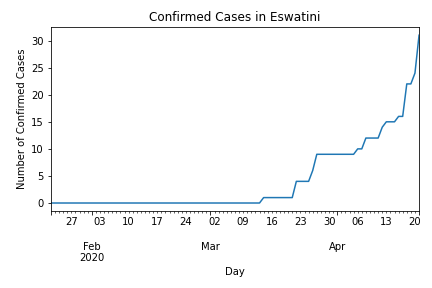 Confirmed Cases in Eswatini
Number of Confirmed Cases
30
25
20
15
10
5
0
27 03 10 17 24 02 09 16 23 30 06 13 20
Feb Mar Apr
2020
Day